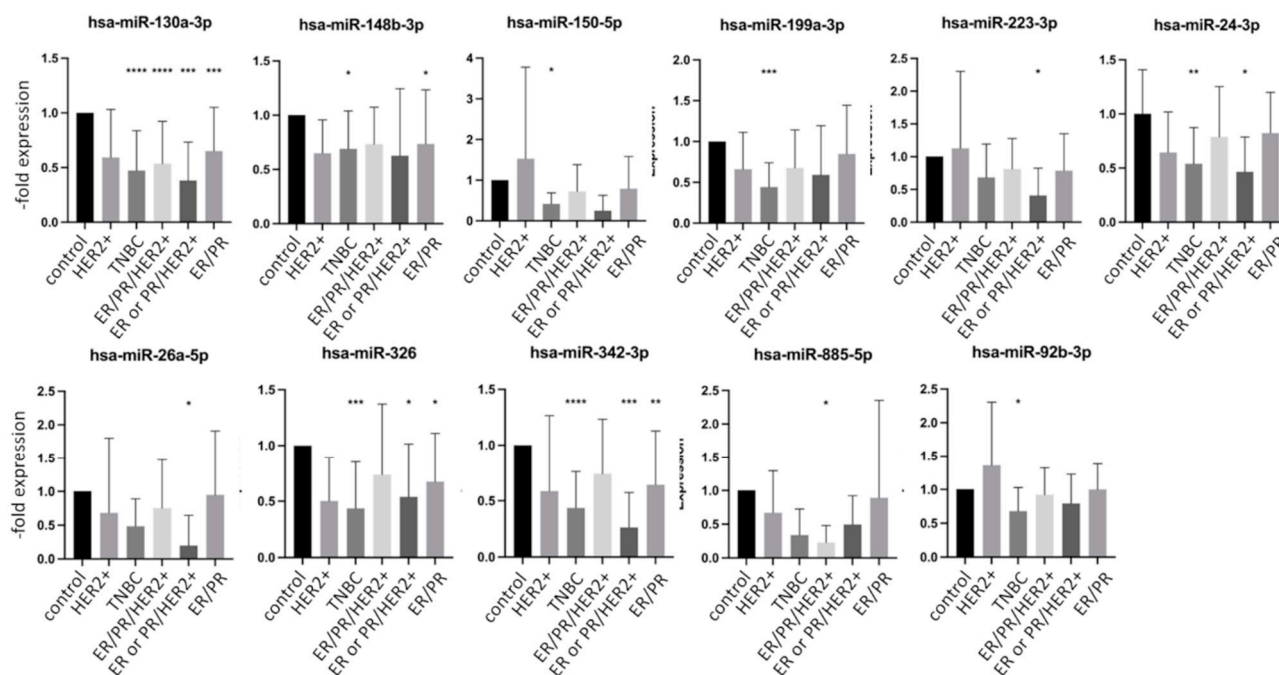 hsa-miR-130a-3p
-fold expression
1.5
1.0
0.5
0.0
**** **** *** ***
control
HER2+
TNBC
ER/PR/HER2+
ER or PR/HER2+
ER/PR
hsa-miR-148b-3p
1.5
1.0
0.5
0.0
* *
control
HER2+
TNBC
ER/PR/HER2+
ER or PR/HER2+
ER/PR
hsa-miR-150-5p
4
3
2
1
0
*
control
HER2+
TNBC
ER/PR/HER2+
ER or PR/HER2+
ER/PR
hsa-miR-199a-3p
Expression
2.0
1.5
1.0
0.5
0.0
***
control
HER2+
TNBC
ER/PR/HER2+
ER or PR/HER2+
ER/PR
hsa-miR-223-3p
Expression
2.5
2.0
1.5
1.0
0.5
0.0
*
control
HER2+
TNBC
ER/PR/HER2+
ER or PR/HER2+
ER/PR
hsa-miR-24-3p
1.5
1.0
0.5
0.0
** *
control
HER2+
TNBC
ER/PR/HER2+
ER or PR/HER2+
ER/PR
hsa-miR-26a-5p
-fold expression
2.5
2.0
1.5
1.0
0.5
0.0
*
control
HER2+
TNBC
ER/PR/HER2+
ER or PR/HER2+
ER/PR
hsa-miR-326
1.5
1.0
0.5
0.0
*** * *
control
HER2+
TNBC
ER/PR/HER2+
ER or PR/HER2+
ER/PR
hsa-miR-342-3p
1.5
1.0
0.5
0.0
**** *** **
control
HER2+
TNBC
ER/PR/HER2+
ER or PR/HER2+
ER/PR
hsa-miR-885-5p
Expression
2.5
2.0
1.5
1.0
0.5
0.0
*
control
HER2+
TNBC
ER/PR/HER2+
ER or PR/HER2+
ER/PR
hsa-miR-92b-3p
2.5
2.0
1.5
1.0
0.5
0.0
*
control
HER2+
TNBC
ER/PR/HER2+
ER or PR/HER2+
ER/PR